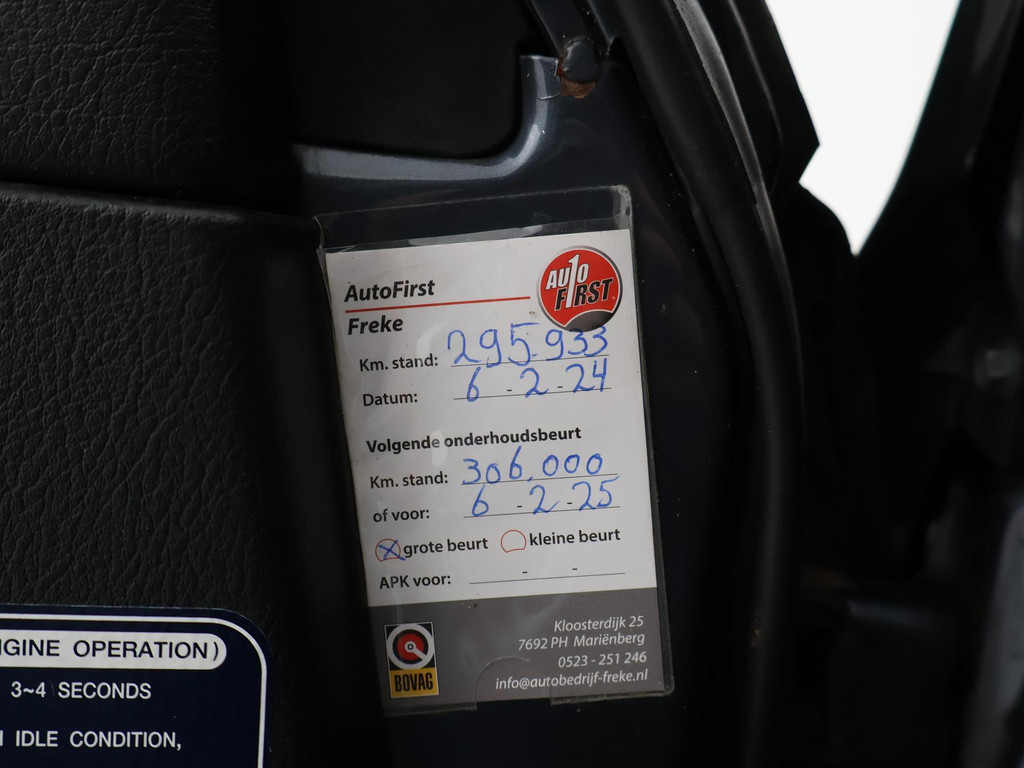 AutoFirst
AUTO
FIRST
Freke
Km. stand: 295.933
Datum: 6 - 2 - 24
Volgende onderhoudsbeurt
Km. stand: 306.000
of voor: 6 - 2 - 25
grote beurt kleine beurt
APK voor: - -
Kloosterdijk 25
7692 PH Mariënberg
0523 - 251 246
info@autobedrijf-freke.nl
BOVAG
OPERATION)
3~4 SECONDS
IDLE CONDITION,